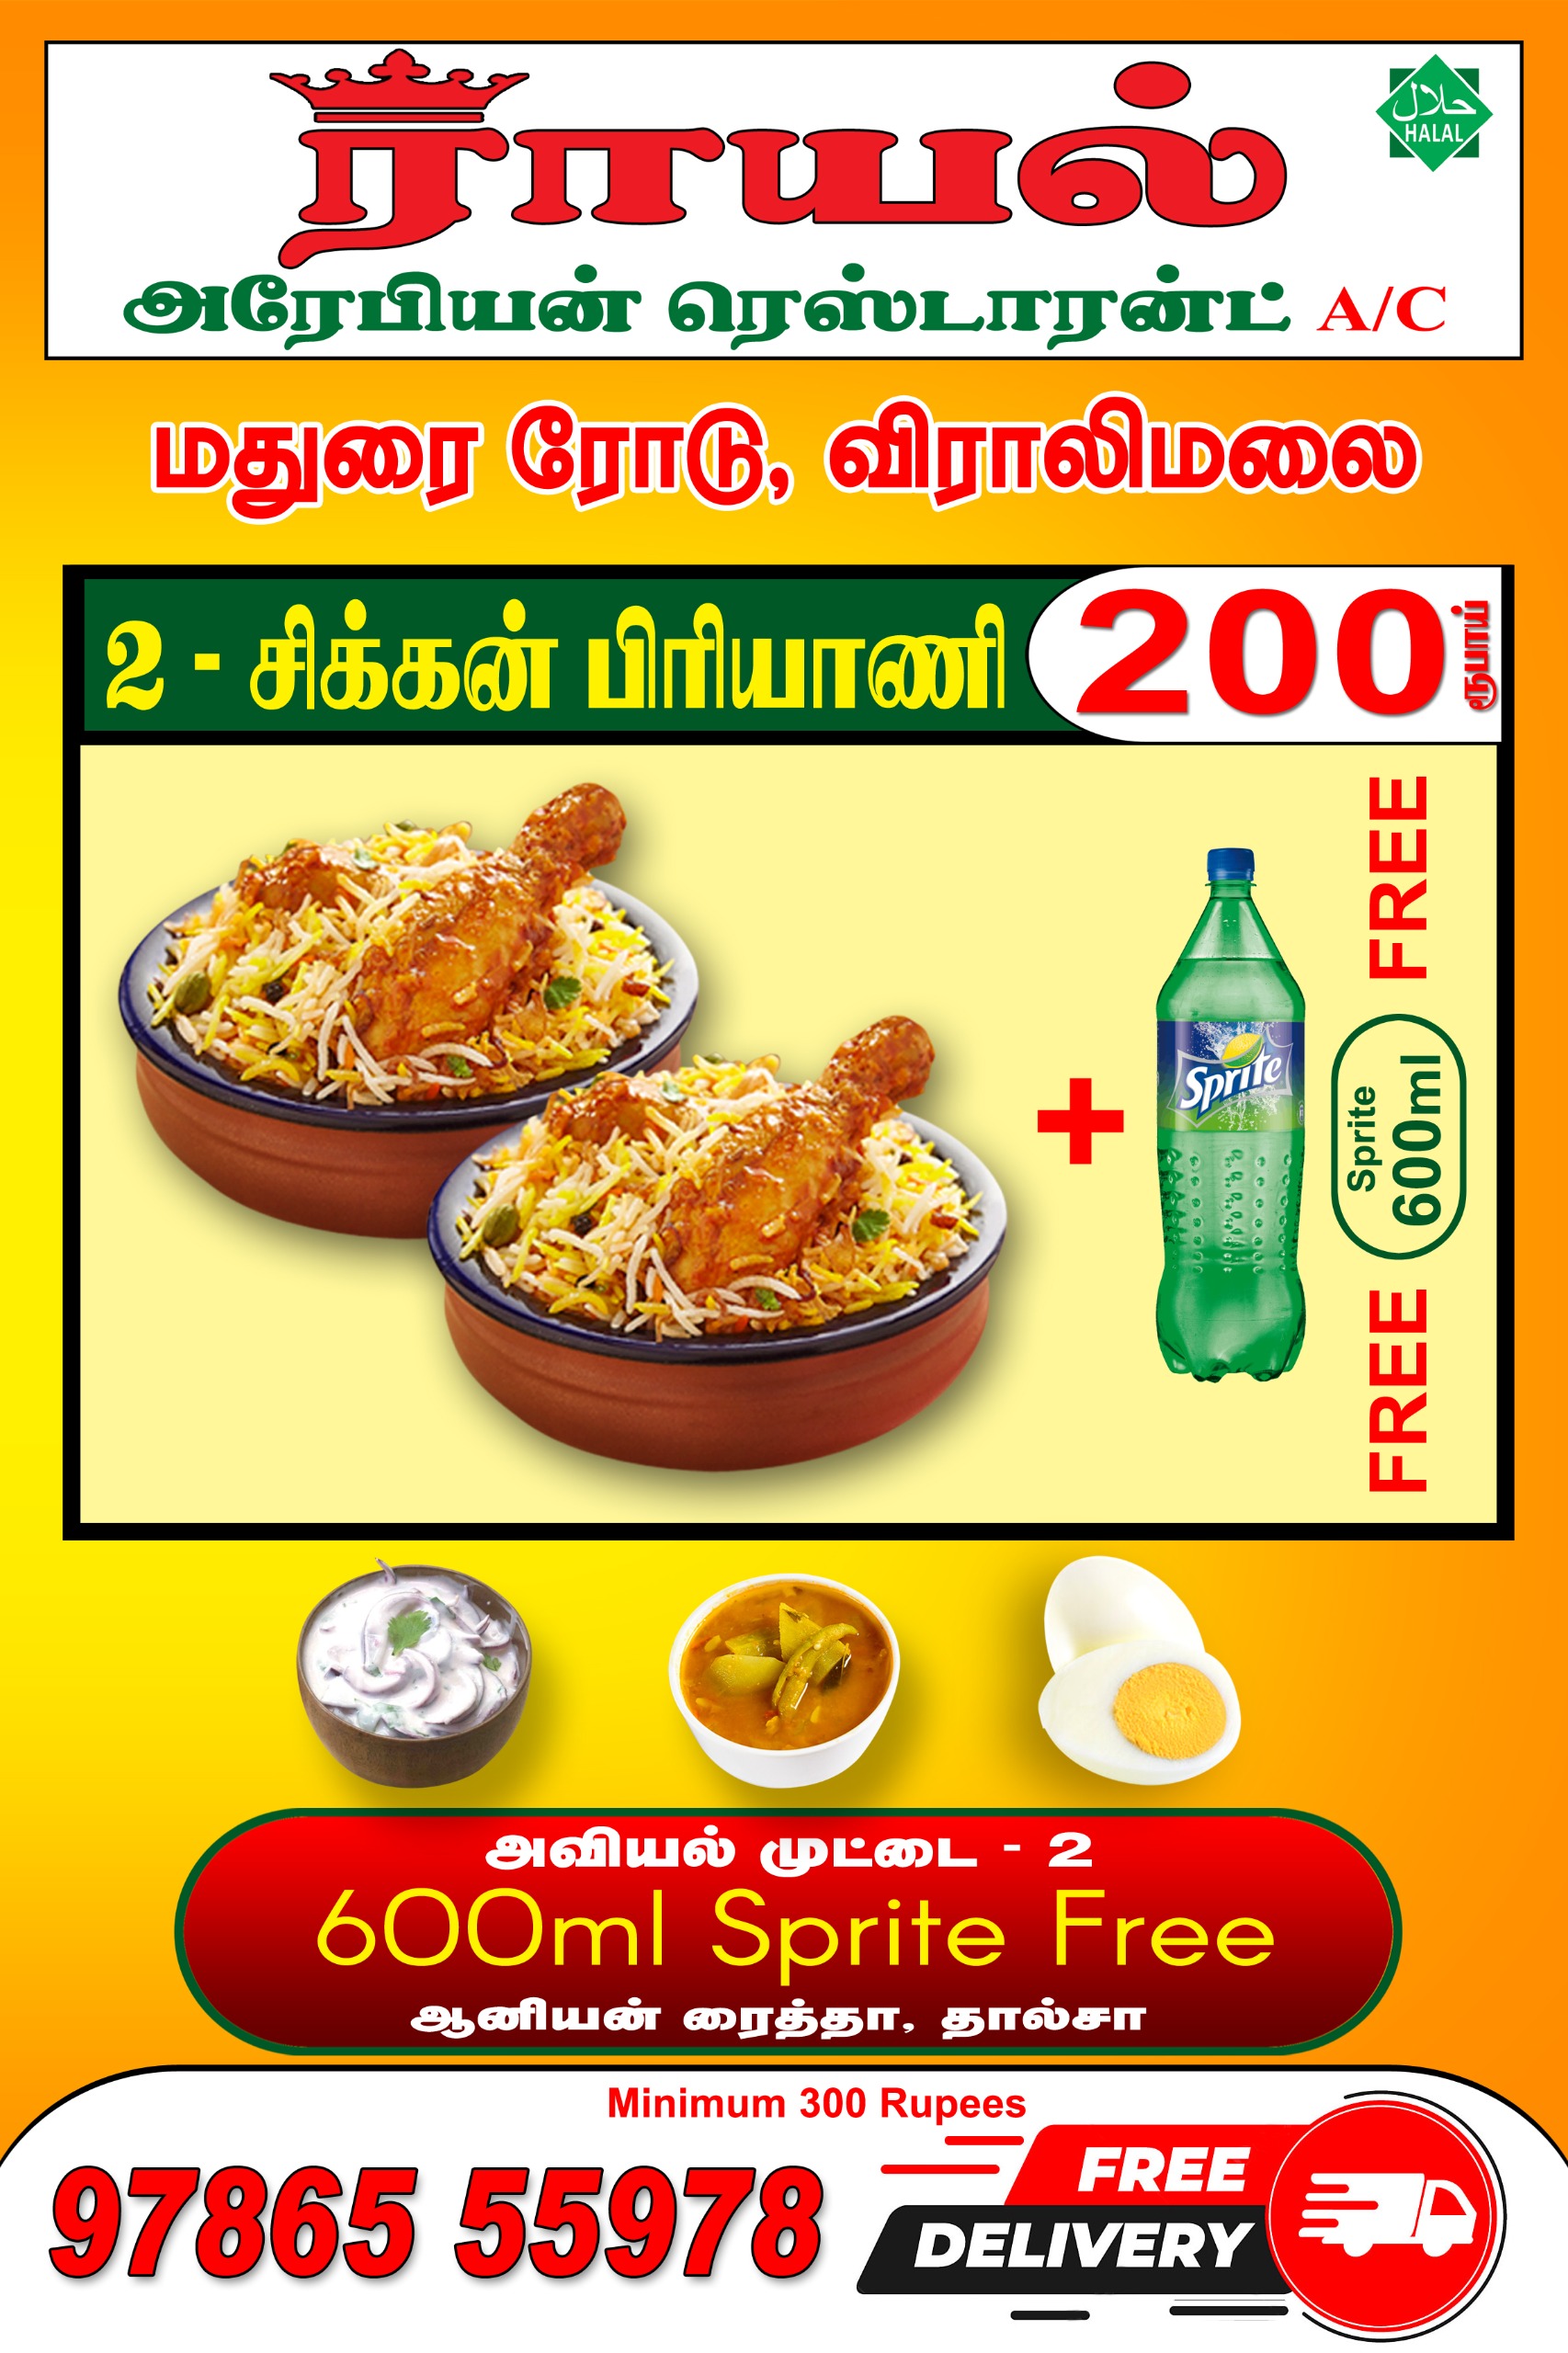 ராயல்
حلال
HALAL
அரேபியன் ரெஸ்டாரன்ட் A/C
மதுரை ரோடு, விராலிமலை
2 - சிக்கன் பிரியாணி 200 ரூபாய்
FREE
Sprite
600ml
FREE
Sprite
அவியல் முட்டை - 2
600ml Sprite Free
ஆனியன் ரைத்தா, தால்சா
Minimum 300 Rupees
97865 55978
FREE
DELIVERY